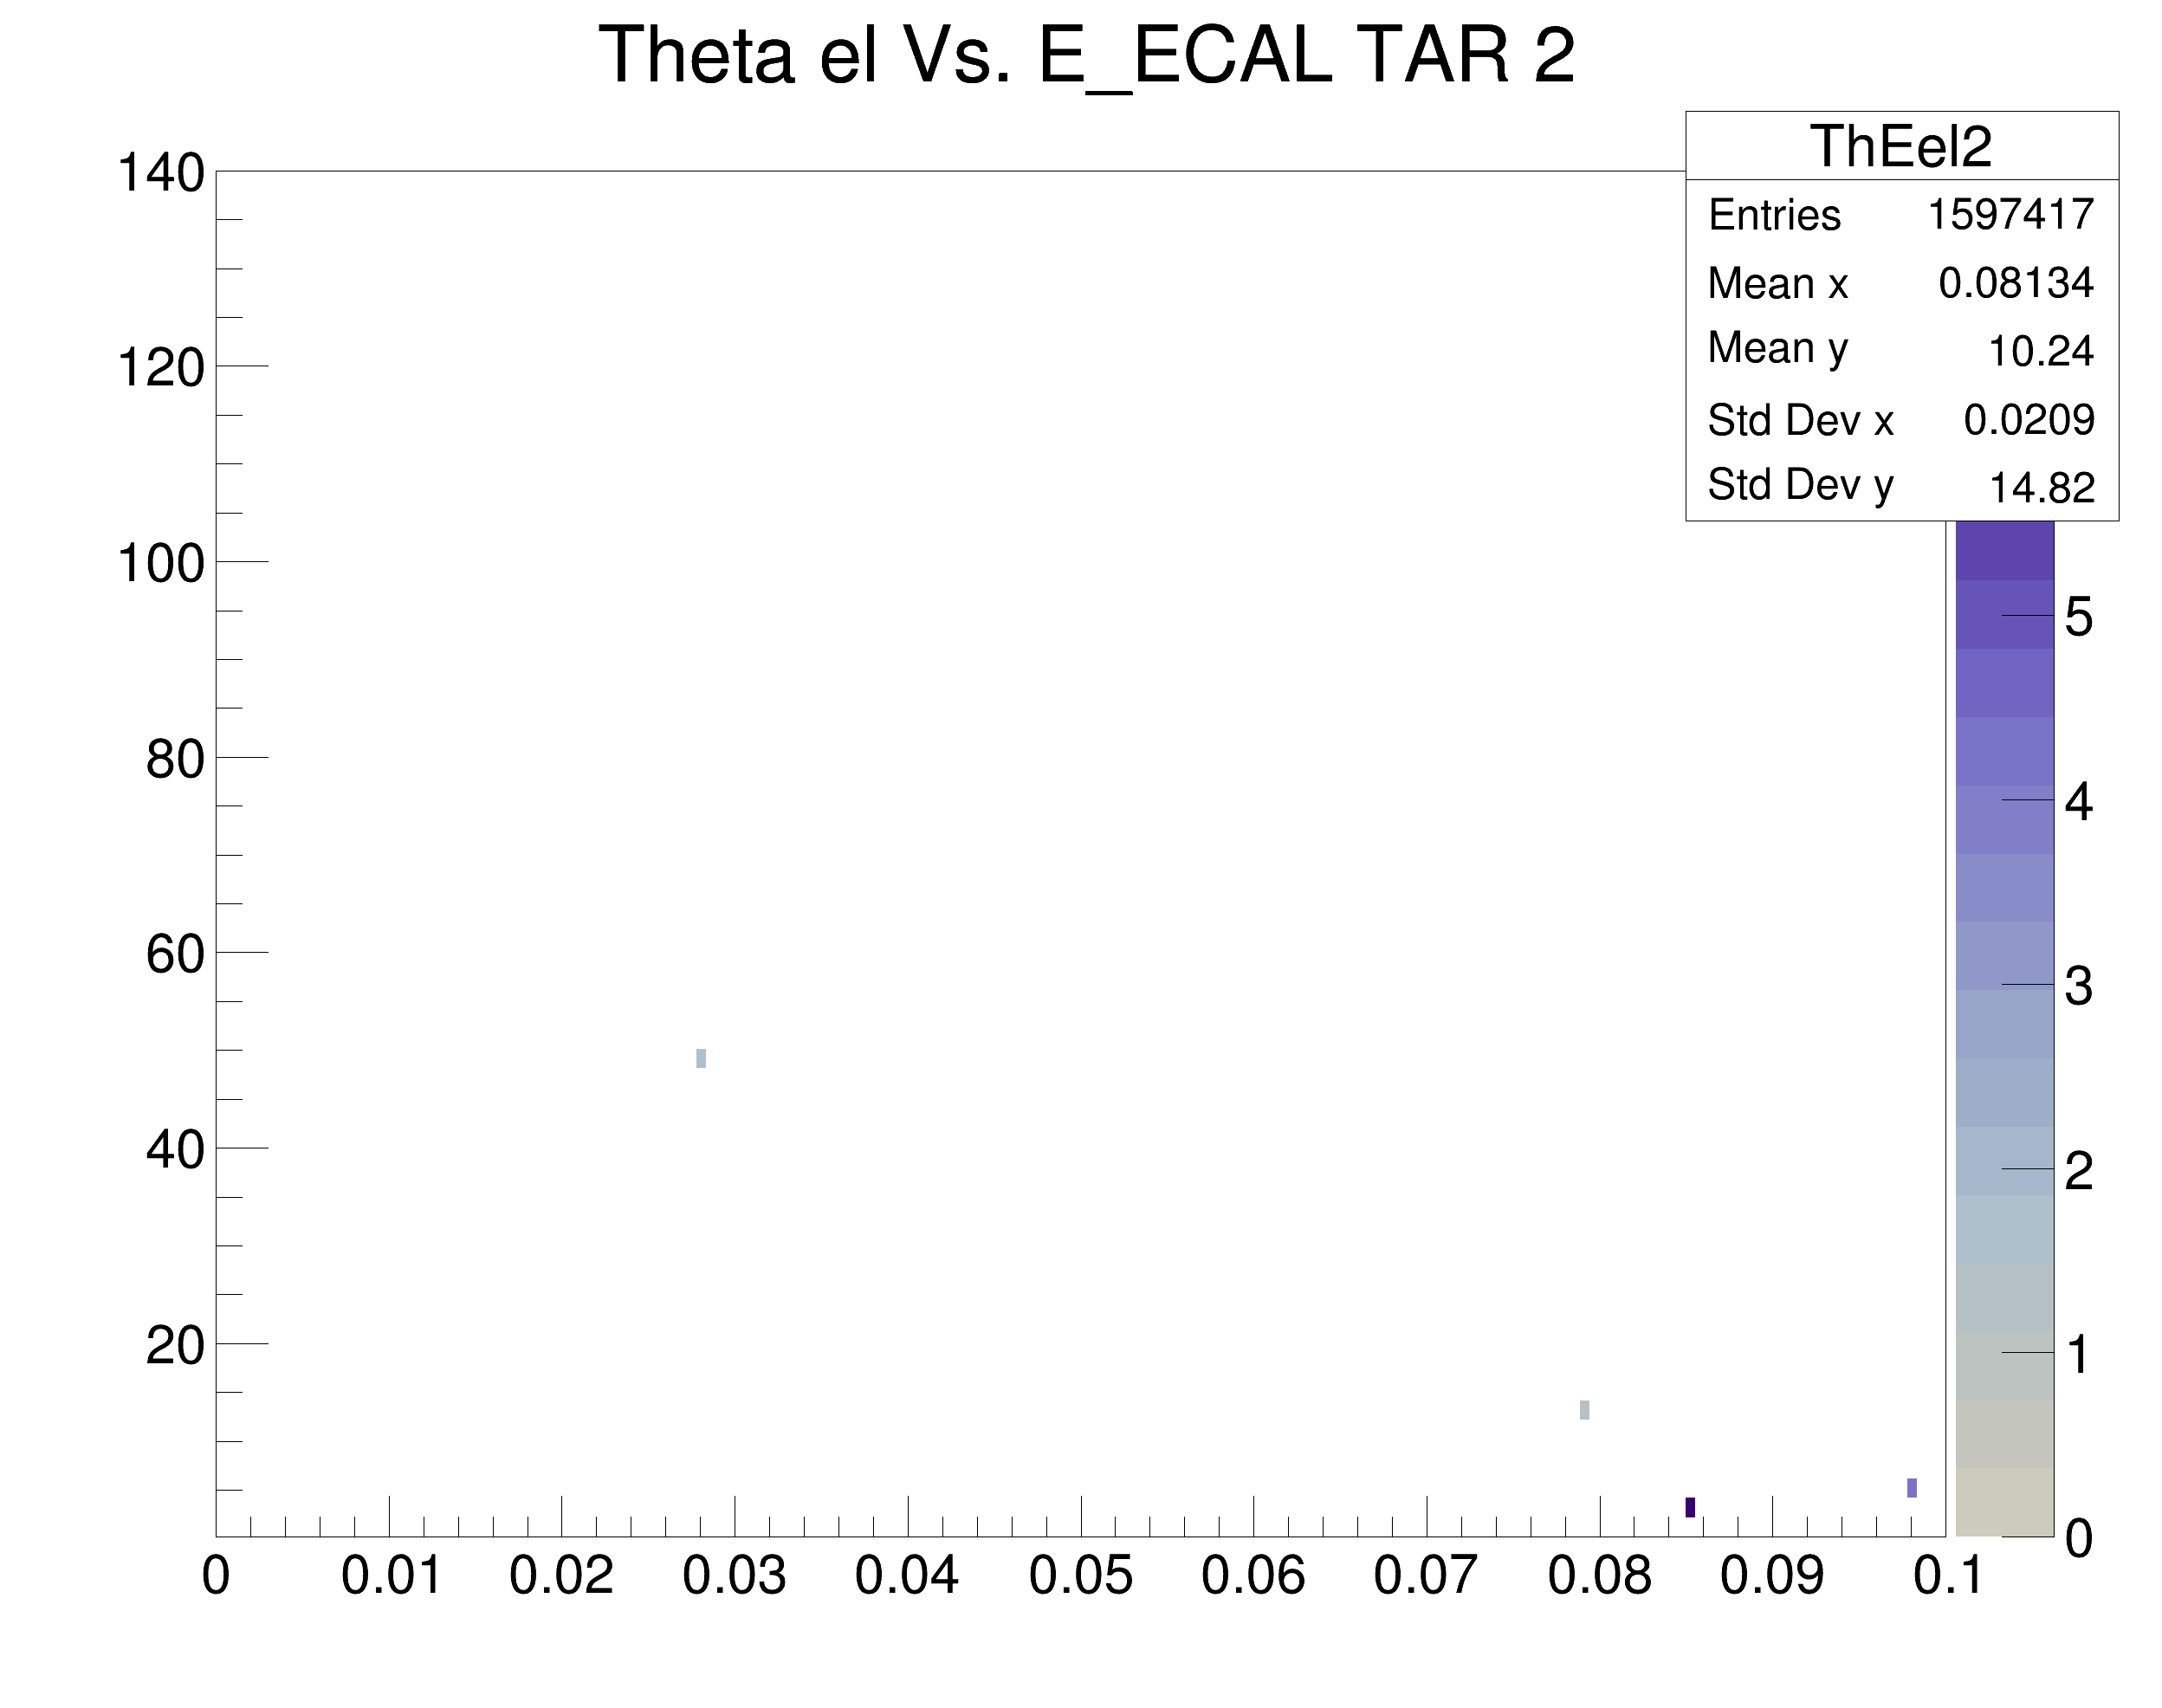 Theta el Vs. E_ECAL TAR 2
ThEel2
Entries 1597417
Mean x 0.08134
Mean y 10.24
Std Dev x 0.0209
Std Dev y 14.82
140
120
100
80
60
40
20
5
4
3
2
1
0
0 0.01 0.02 0.03 0.04 0.05 0.06 0.07 0.08 0.09 0.1